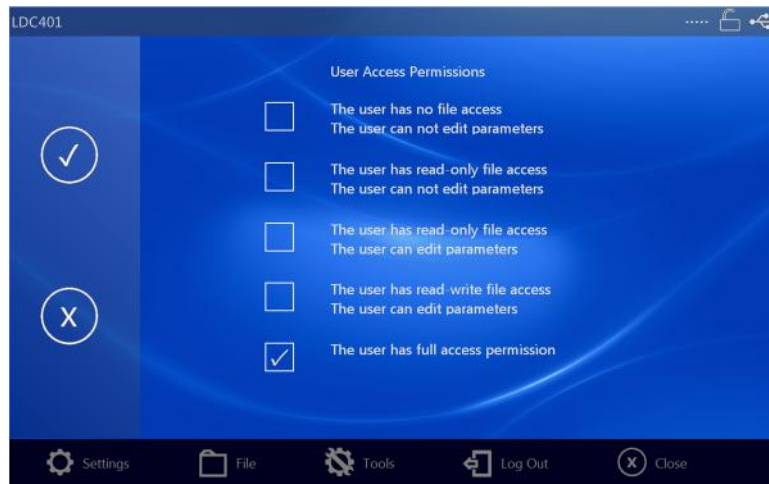 LDC401
.....
User Access Permissions
The user has no file access
The user can not edit parameters
The user has read-only file access
The user can not edit parameters
The user has read-only file access
The user can edit parameters
The user has read-write file access
The user can edit parameters
The user has full access permission
X
Settings
File
Tools
Log Out
X
Close